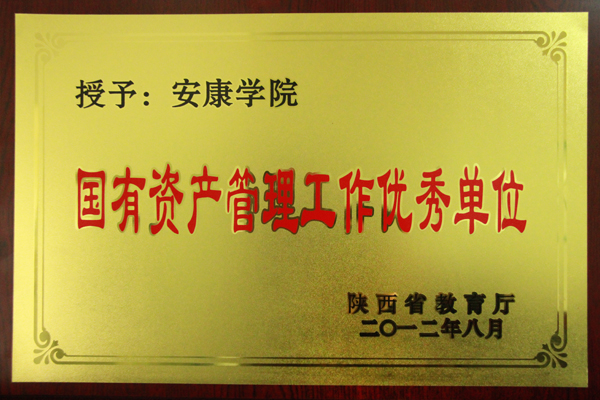 授予：安康学院
国有资产管理工作优秀单位
陕西省教育厅
二〇一二年八月